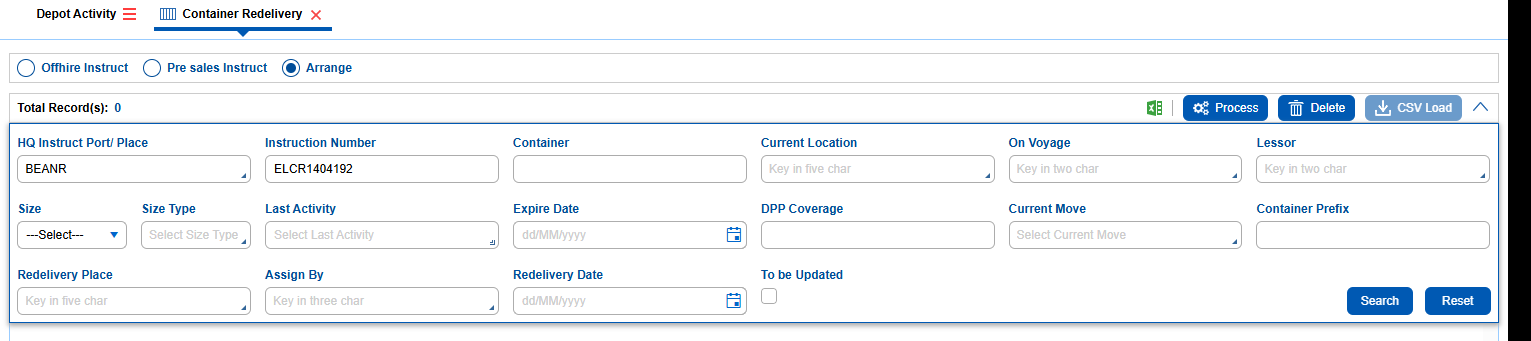 Depot Activity Container Redelivery
Offhire Instruct Pre sales Instruct Arrange
Total Record(s): 0 Process Delete CSV Load
HQ Instruct Port/ Place Instruction Number Container Current Location On Voyage Lessor
BEANR ELCR1404192 Key in five char Key in two char Key in two char
Size Size Type Last Activity Expire Date DPP Coverage Current Move Container Prefix
---Select--- Select Size Type Select Last Activity dd/MM/yyyy Select Current Move
Redelivery Place Assign By Redelivery Date To be Updated
Key in five char Key in three char dd/MM/yyyy Search Reset